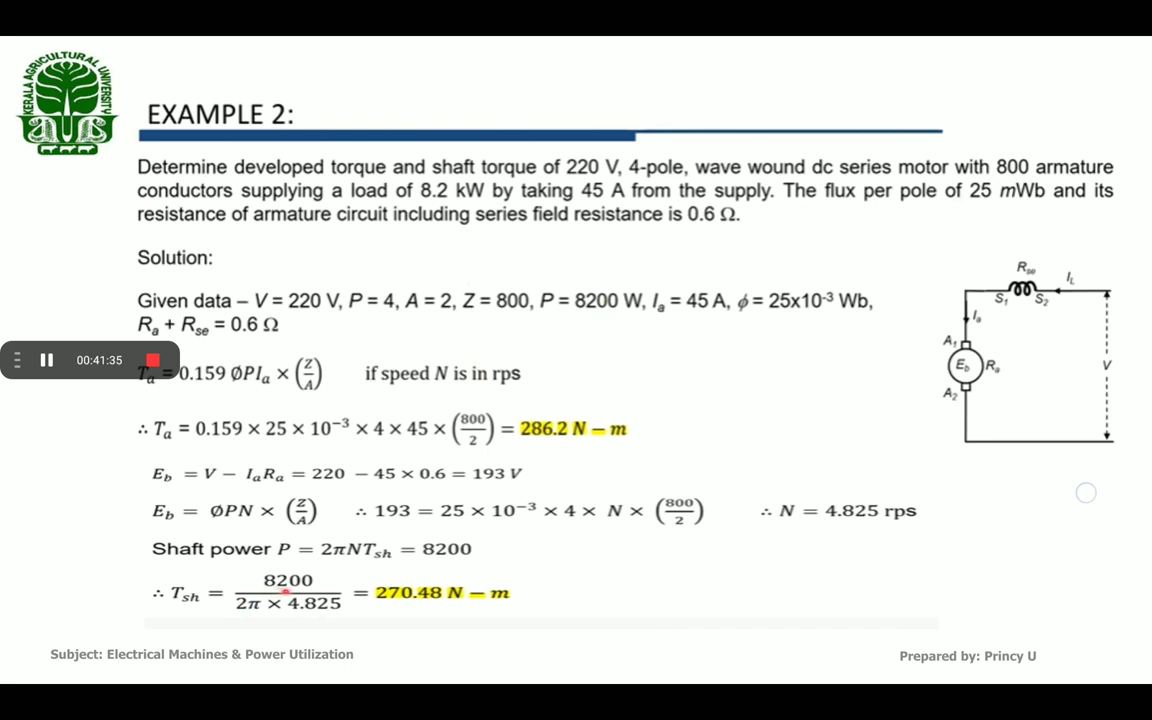 KERALA AGRICULTURAL UNIVERSITY
EXAMPLE 2:
Determine developed torque and shaft torque of 220 V, 4-pole, wave wound dc series motor with 800 armature
conductors supplying a load of 8.2 kW by taking 45 A from the supply. The flux per pole of 25 mWb and its
resistance of armature circuit including series field resistance is 0.6 Ω.
Solution:
Given data – V = 220 V, P = 4, A = 2, Z = 800, P = 8200 W, Iₐ = 45 A, ϕ = 25x10⁻³ Wb,
Rₐ + Rₛₑ = 0.6 Ω
00:41:35
Tₐ = 0.159 ØPIₐ × (Z/A) if speed N is in rps
∴ Tₐ = 0.159 × 25 × 10⁻³ × 4 × 45 × (800/2) = 286.2 N – m
E_b = V – IₐRₐ = 220 – 45 × 0.6 = 193 V
E_b = ØPN × (Z/A) ∴ 193 = 25 × 10⁻³ × 4 × N × (800/2) ∴ N = 4.825 rps
Shaft power P = 2πNTₛₕ = 8200
∴ Tₛₕ = 8200 / (2π × 4.825) = 270.48 N – m
Rₛₑ
I_L
S₁ S₂
Iₐ
A₁
E_b Rₐ V
A₂
Subject: Electrical Machines & Power Utilization
Prepared by: Princy U